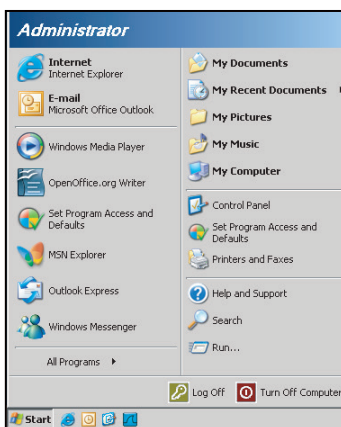 Administrator
Internet
Internet Explorer
E-mail
Microsoft Office Outlook
Windows Media Player
OpenOffice.org Writer
Set Program Access and
Defaults
MSN Explorer
Outlook Express
Windows Messenger
All Programs
My Documents
My Recent Documents
My Pictures
My Music
My Computer
Control Panel
Set Program Access and
Defaults
Printers and Faxes
Help and Support
Search
Run...
Log Off
Turn Off Computer
Start